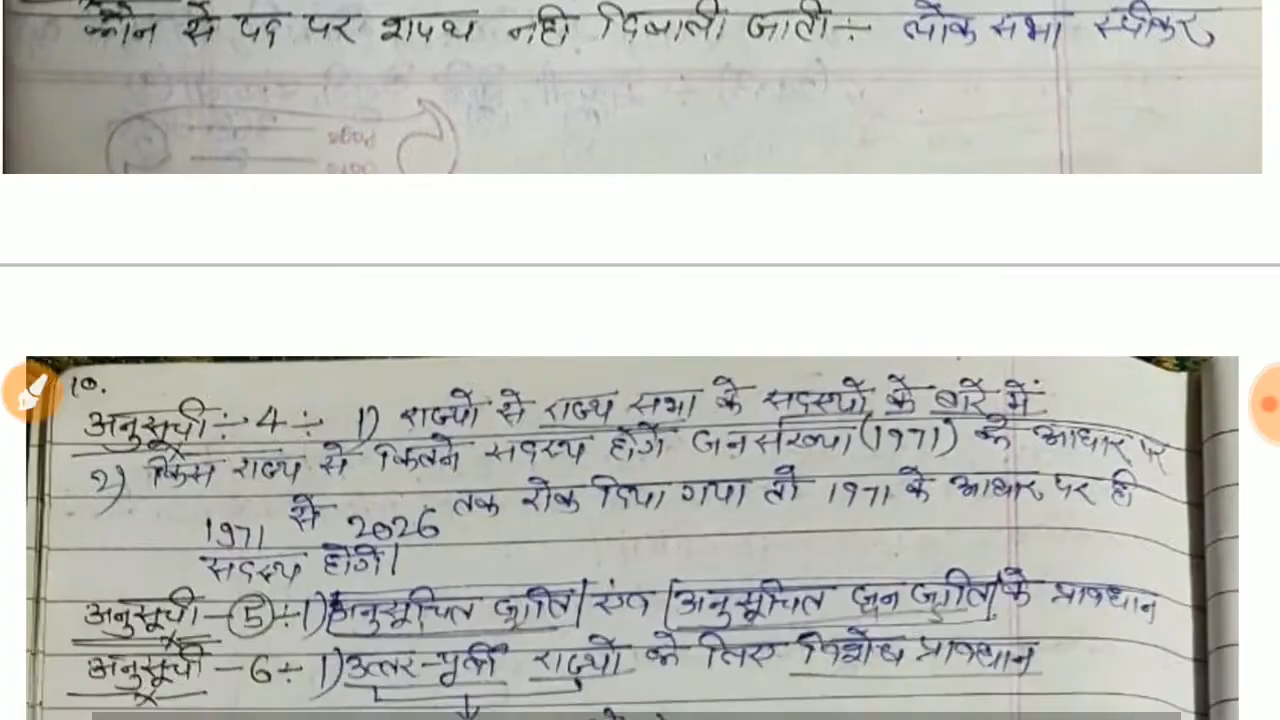 कौन से पद पर शपथ नही दिबाली जाती ÷ लोक सभा स्पीकर
Page
Date
10.
अनुसूची ÷ 4 ÷ 1) राज्यों से राज्य सभा के सदस्यों के बारे में
2) किस राज्य से कितने सदस्य होंगे जनसंख्या (1971) के आधार पर
1971 से 2026 तक रोक दिया गया तो 1971 के आधार पर ही
सदस्य होगे।
अनुसूची - 5 ÷ 1) अनुसूचित जाति / एंव / अनुसूचित जन जाति / के प्रावधान
अनुसूची - 6 ÷ 1) उत्तर-पूर्वी राज्यों के लिए विशेष प्रावधान